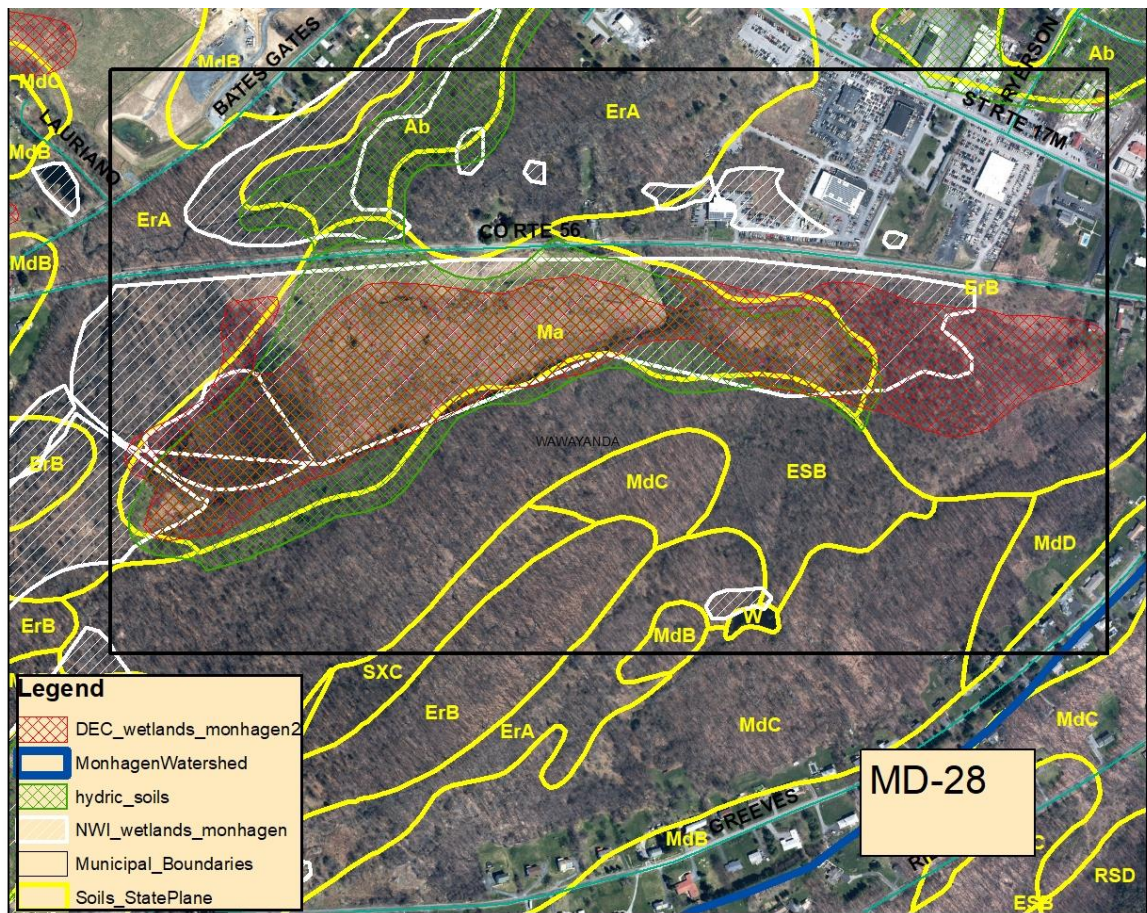 MdB
BATES GATES
Ab
ErA
RYERSON
Ab
ST RTE 17M
MdC
LAURIANO
MdB
ErA
CO RTE 56
MdB
ErB
Ma
WAWAYANDA
ErB
MdC
ESB
MdD
ErB
W
MdB
SXC
ErB
ErA
MdC
MdC
GREEVES
MdB
MD-28
RSD
ESB
Legend
DEC_wetlands_monhagen2
MonhagenWatershed
hydric_soils
NWI_wetlands_monhagen
Municipal_Boundaries
Soils_StatePlane